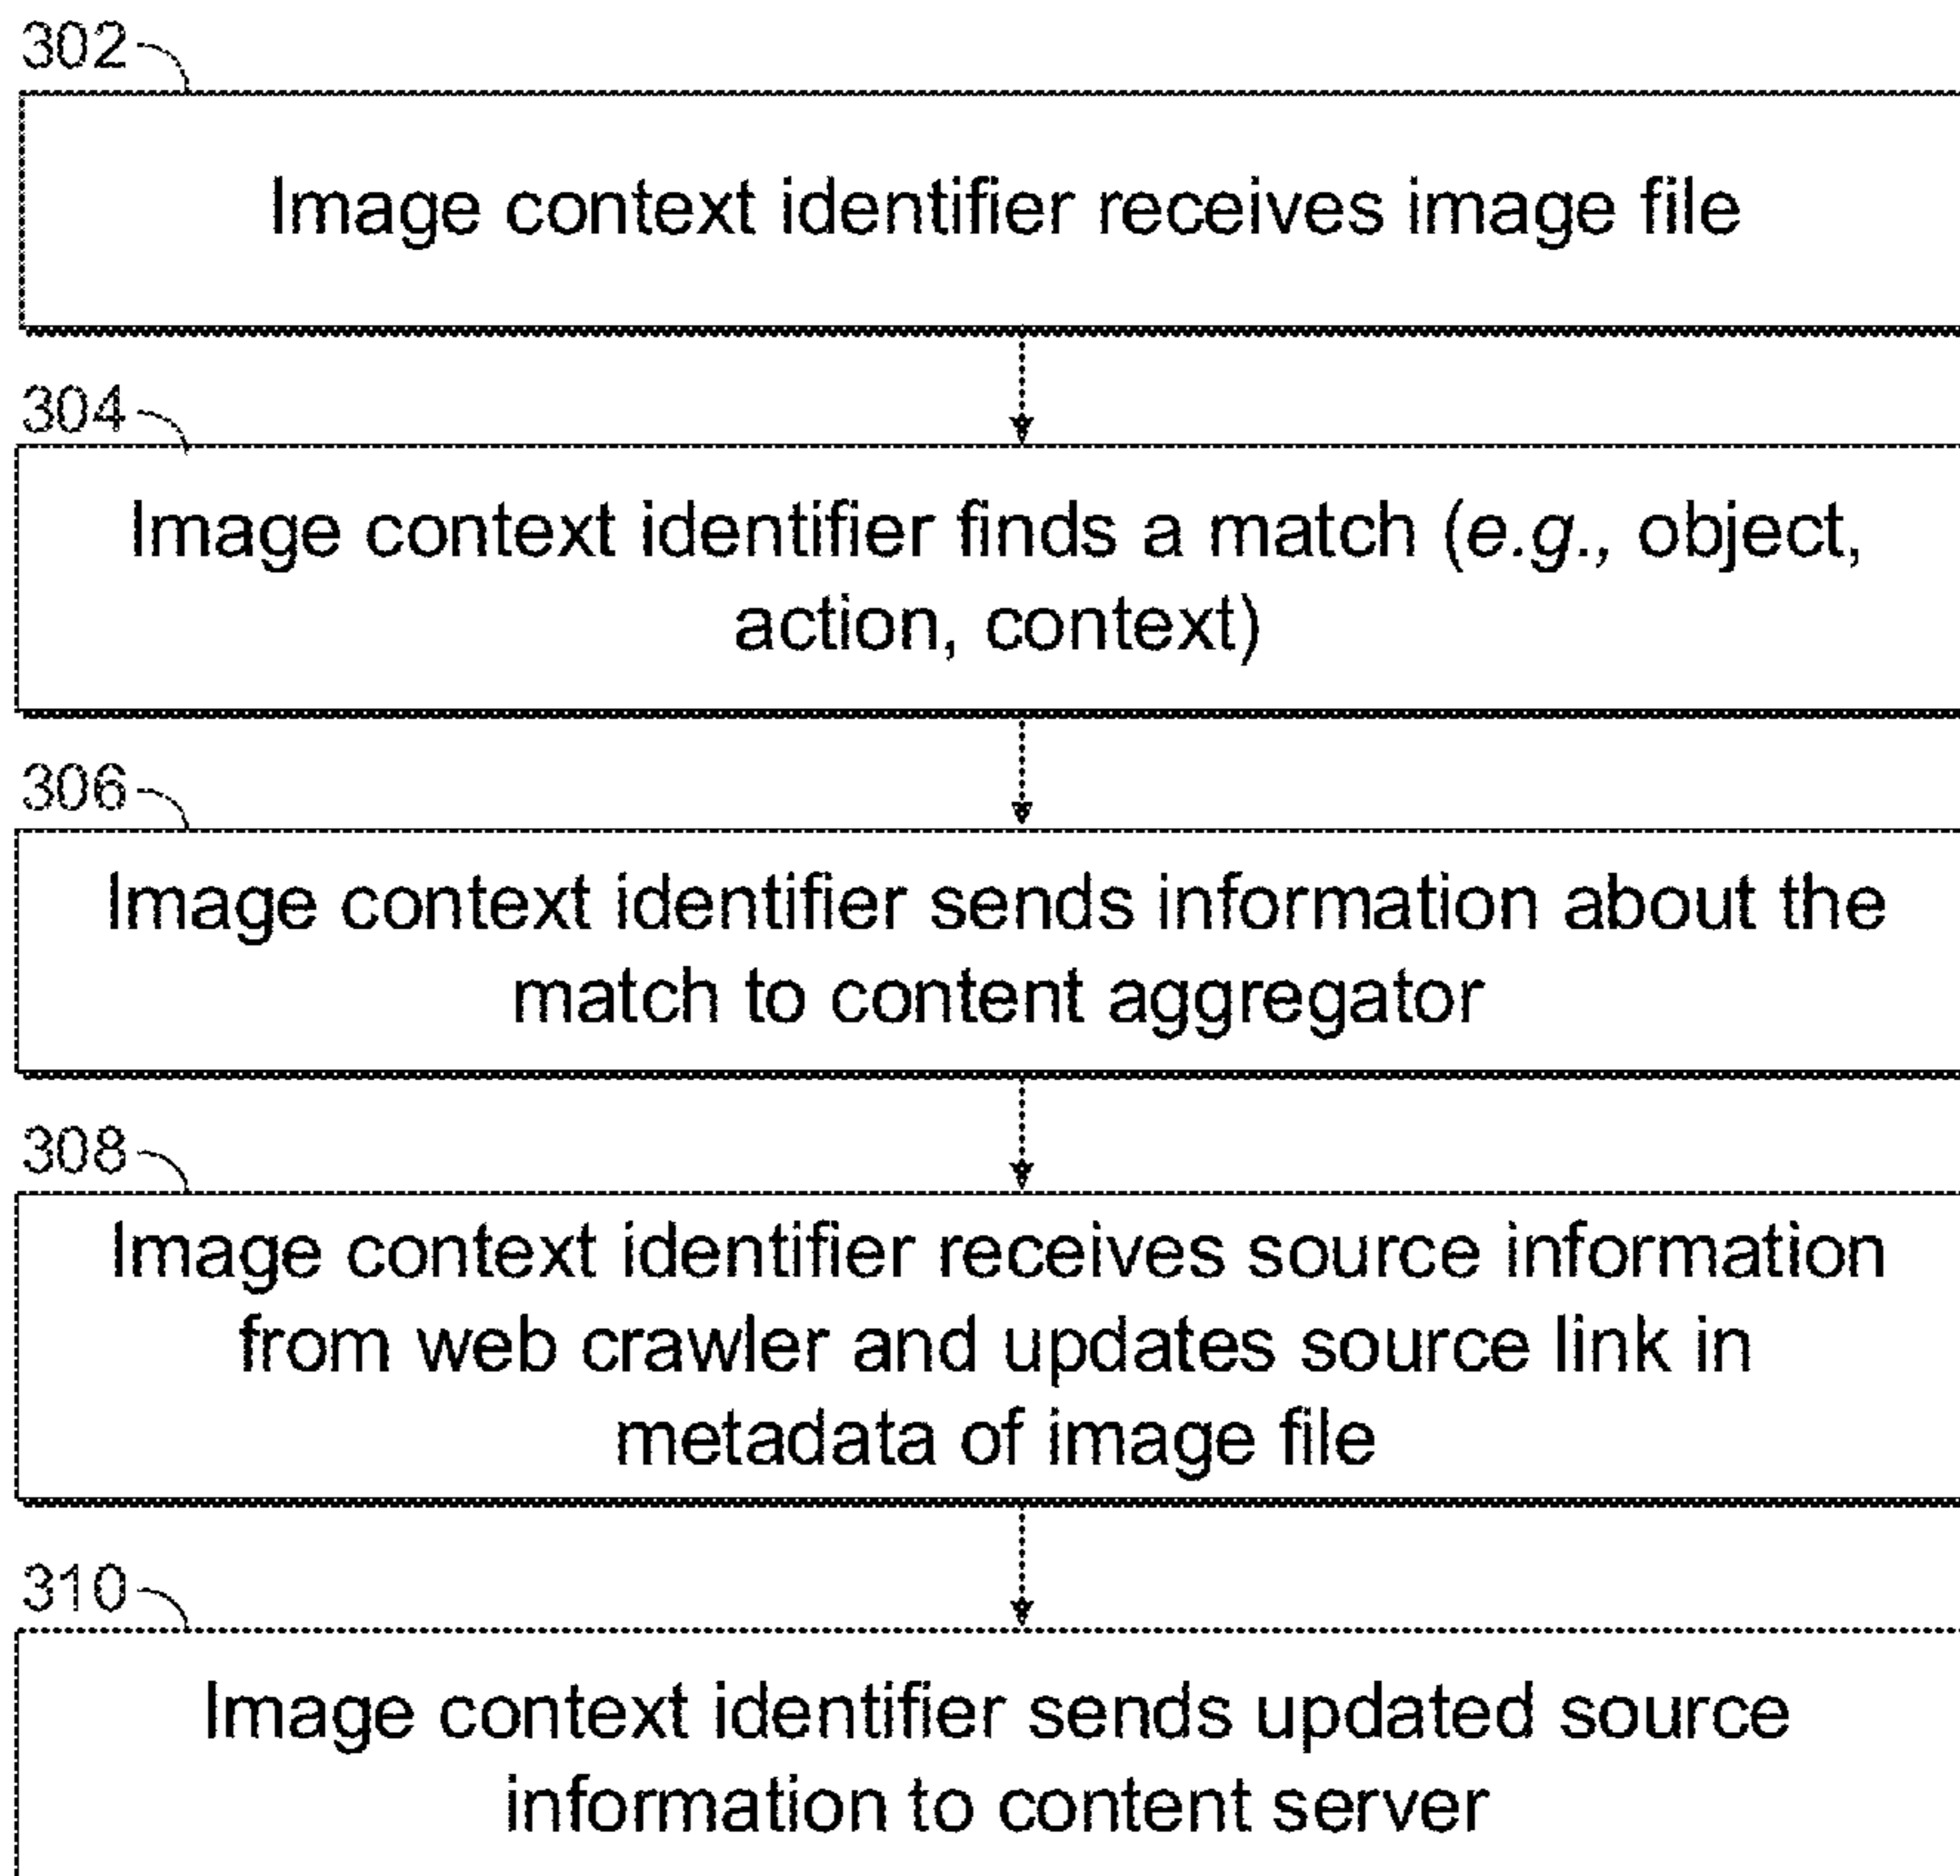 302
Image context identifier receives image file
304
Image context identifier finds a match (e.g., object,
action, context)
306
Image context identifier sends information about the
match to content aggregator
308
Image context identifier receives source information
from web crawler and updates source link in
metadata of image file
310
Image context identifier sends updated source
information to content server